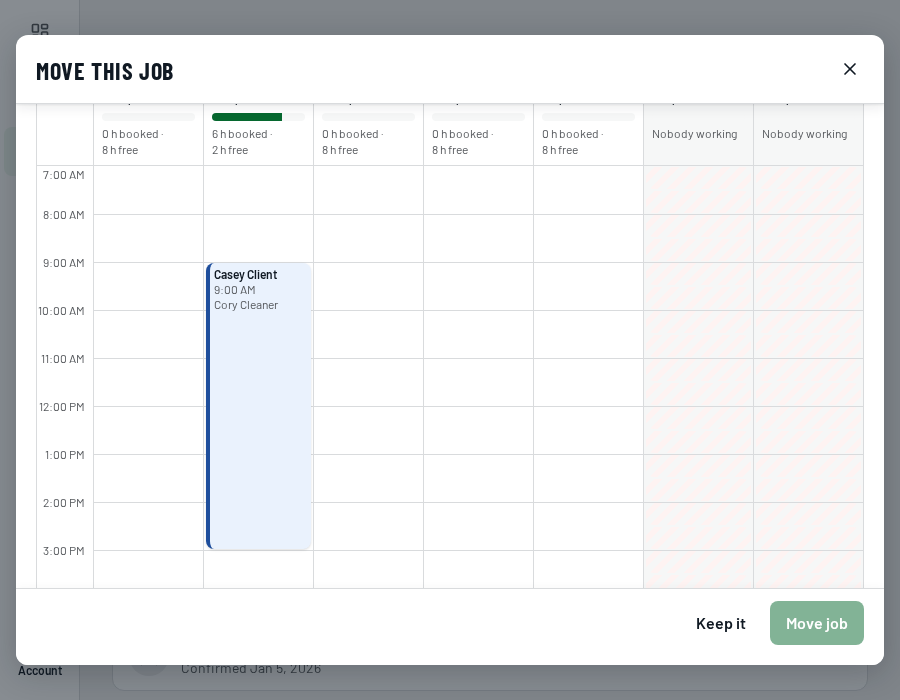 MOVE THIS JOB
0 h booked ·
8 h free
6 h booked ·
2 h free
0 h booked ·
8 h free
0 h booked ·
8 h free
0 h booked ·
8 h free
Nobody working
Nobody working
7:00 AM
8:00 AM
9:00 AM
Casey Client
9:00 AM
Cory Cleaner
10:00 AM
11:00 AM
12:00 PM
1:00 PM
2:00 PM
3:00 PM
Keep it
Move job
Account
Confirmed Jan 5, 2026